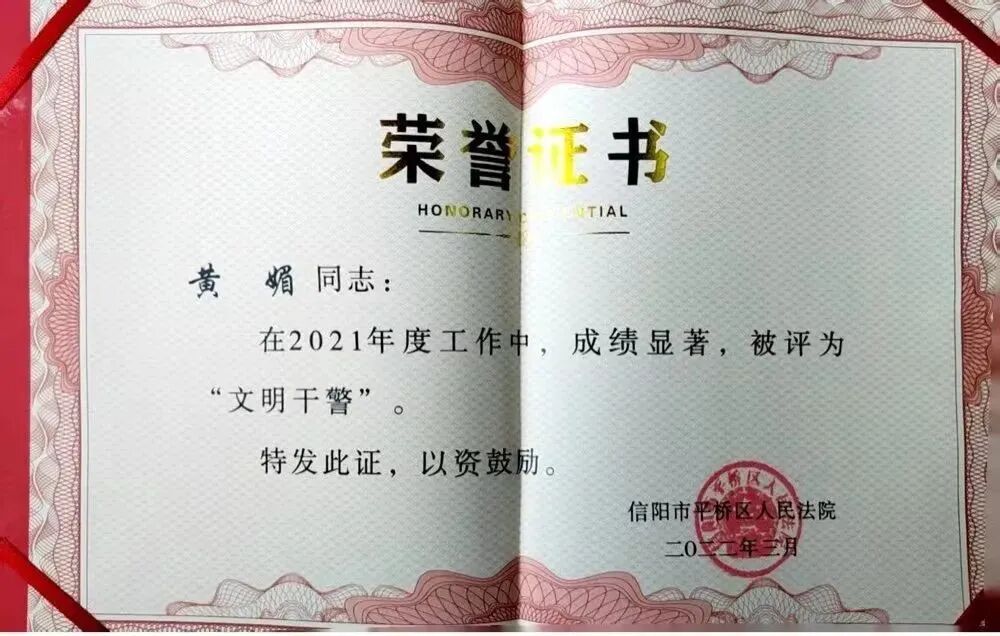 荣誉证书
HONORARY CREDENTIAL
黄 媚 同志：
在2021年度工作中，成绩显著，被评为
“文明干警”。
特发此证，以资鼓励。
信阳市平桥区人民法院
二〇二二年三月